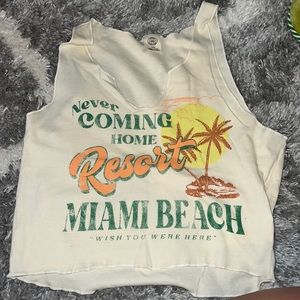 Never
COMING
HOME
Resort
MIAMI BEACH
"WISH YOU WERE HERE"